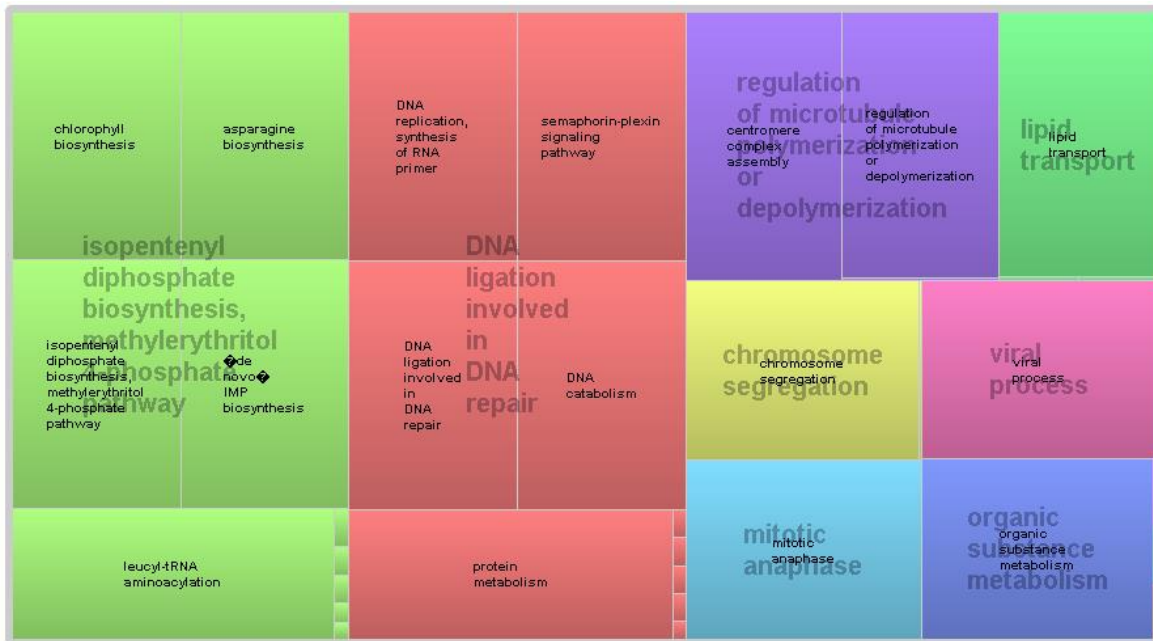 chlorophyll
biosynthesis
asparagine
biosynthesis
isopentenyl
diphosphate
biosynthesis,
methylerythritol
4-phosphate
pathway
isopentenyl
diphosphate
biosynthesis,
methylerythritol
4-phosphate
pathway
�de
novo�
IMP
biosynthesis
leucyl-tRNA
aminoacylation
DNA
replication,
synthesis
of RNA
primer
semaphorin-plexin
signaling
pathway
DNA
ligation
involved
in
DNA
repair
DNA
ligation
involved
in
DNA
repair
DNA
catabolism
protein
metabolism
regulation
of microtubule
polymerization
or
depolymerization
centromere
complex
assembly
regulation
of microtubule
polymerization
or
depolymerization
lipid
transport
lipid
transport
chromosome
segregation
chromosome
segregation
viral
process
viral
process
mitotic
anaphase
mitotic
anaphase
organic
substance
metabolism
organic
substance
metabolism